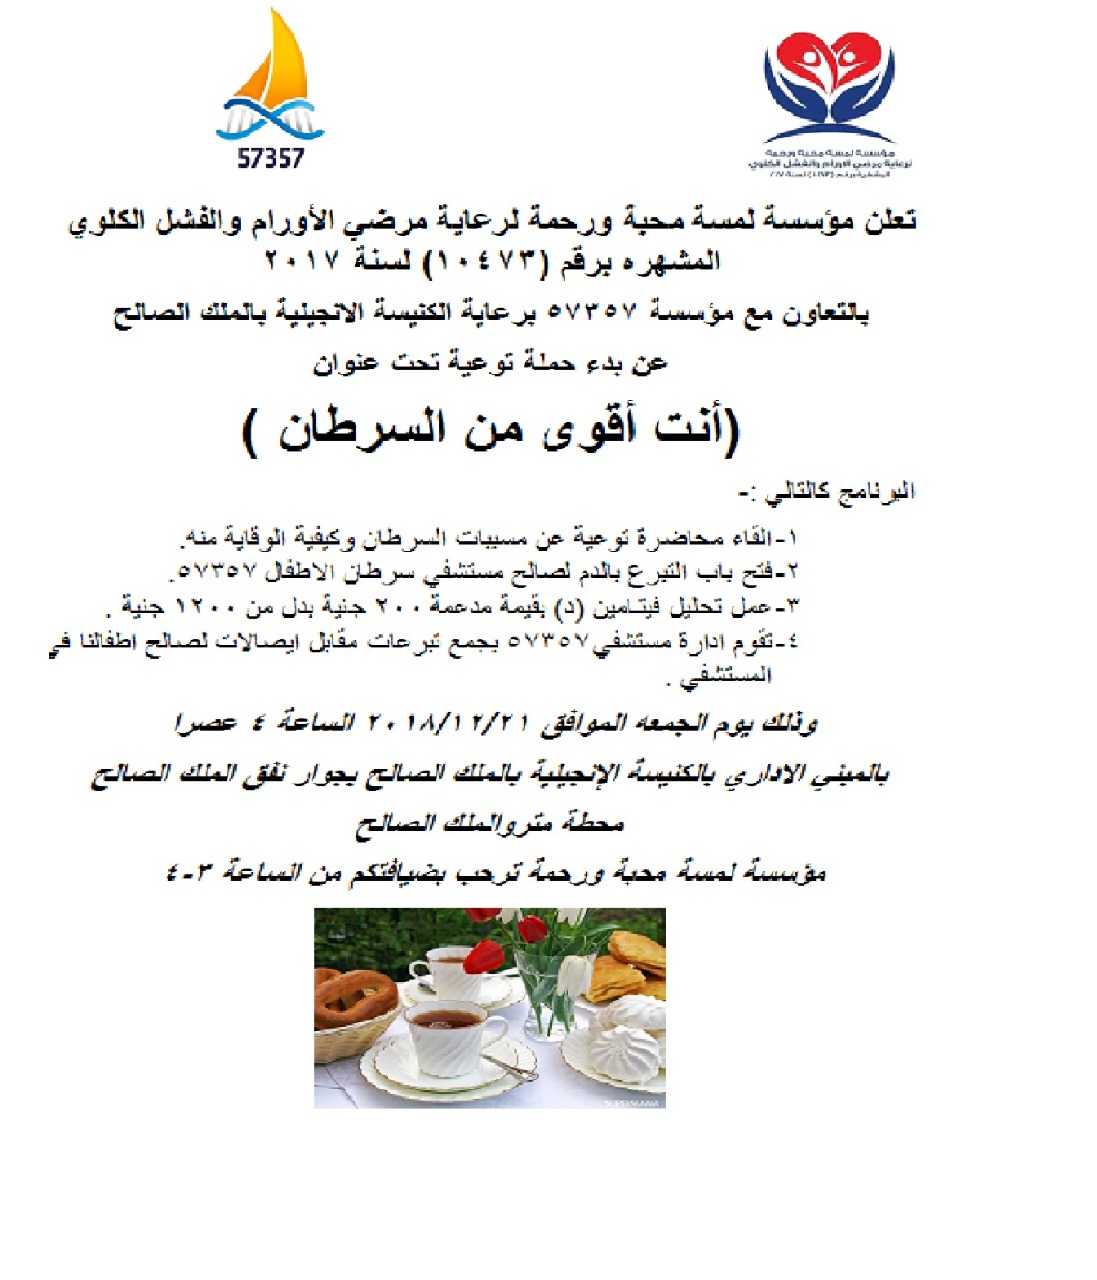 57357
مؤسسة لمسة محبة ورحمة
لرعاية مرضي الاورام والفشل الكلوي
تعلن مؤسسة لمسة محبة ورحمة لرعاية مرضي الأورام والفشل الكلوي
المشهره برقم (١٠٤٧٣) لسنة ٢٠١٧
بالتعاون مع مؤسسة ٥٧٣٥٧ برعاية الكنيسة الانجيلية بالملك الصالح
عن بدء حملة توعية تحت عنوان
(أنت أقوى من السرطان )
البرنامج كالتالي :-
١-القاء محاضرة توعية عن مسببات السرطان وكيفية الوقاية منه.
٢-فتح باب التبرع بالدم لصالح مستشفي سرطان الاطفال ٥٧٣٥٧.
٣-عمل تحليل فيتامين (د) بقيمة مدعمة ٢٠٠ جنية بدل من ١٢٠٠ جنية .
٤-تقوم ادارة مستشفي٥٧٣٥٧ بجمع تبرعات مقابل ايصالات لصالح اطفالنا في
المستشفي .
وذلك يوم الجمعه الموافق ٢٠١٨/١٢/٢١ الساعة ٤ عصرا
بالمبني الاداري بالكنيسة الإنجيلية بالملك الصالح بجوار نفق الملك الصالح
محطة متروالملك الصالح
مؤسسة لمسة محبة ورحمة ترحب بضيافتكم من الساعة ٣-٤